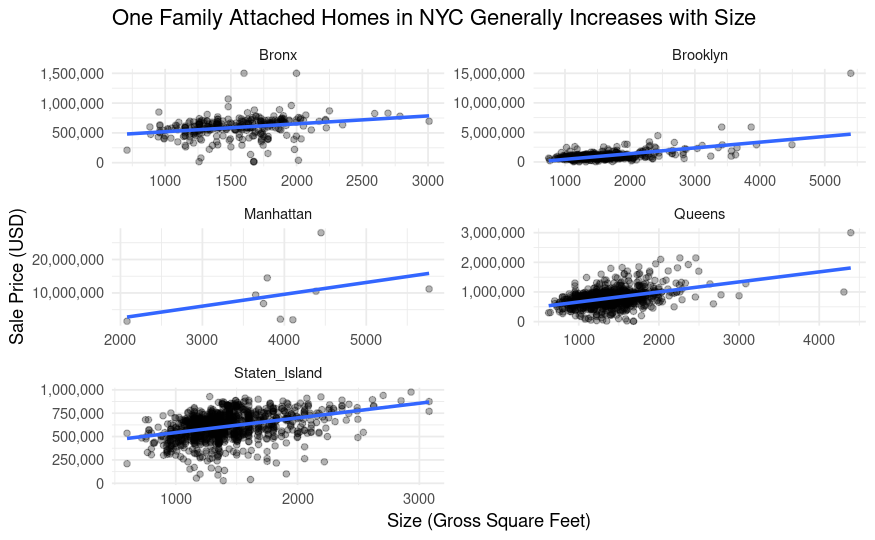 One Family Attached Homes in NYC Generally Increases with Size
Bronx
1,500,000
1,000,000
500,000
0
1000 1500 2000 2500 3000
Brooklyn
15,000,000
10,000,000
5,000,000
0
1000 2000 3000 4000 5000
Manhattan
20,000,000
10,000,000
2000 3000 4000 5000
Queens
3,000,000
2,000,000
1,000,000
0
1000 2000 3000 4000
Staten_Island
1,000,000
750,000
500,000
250,000
0
1000 2000 3000
Sale Price (USD)
Size (Gross Square Feet)